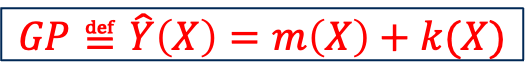 GP ≝ Ŷ(X) = m(X) + k(X)